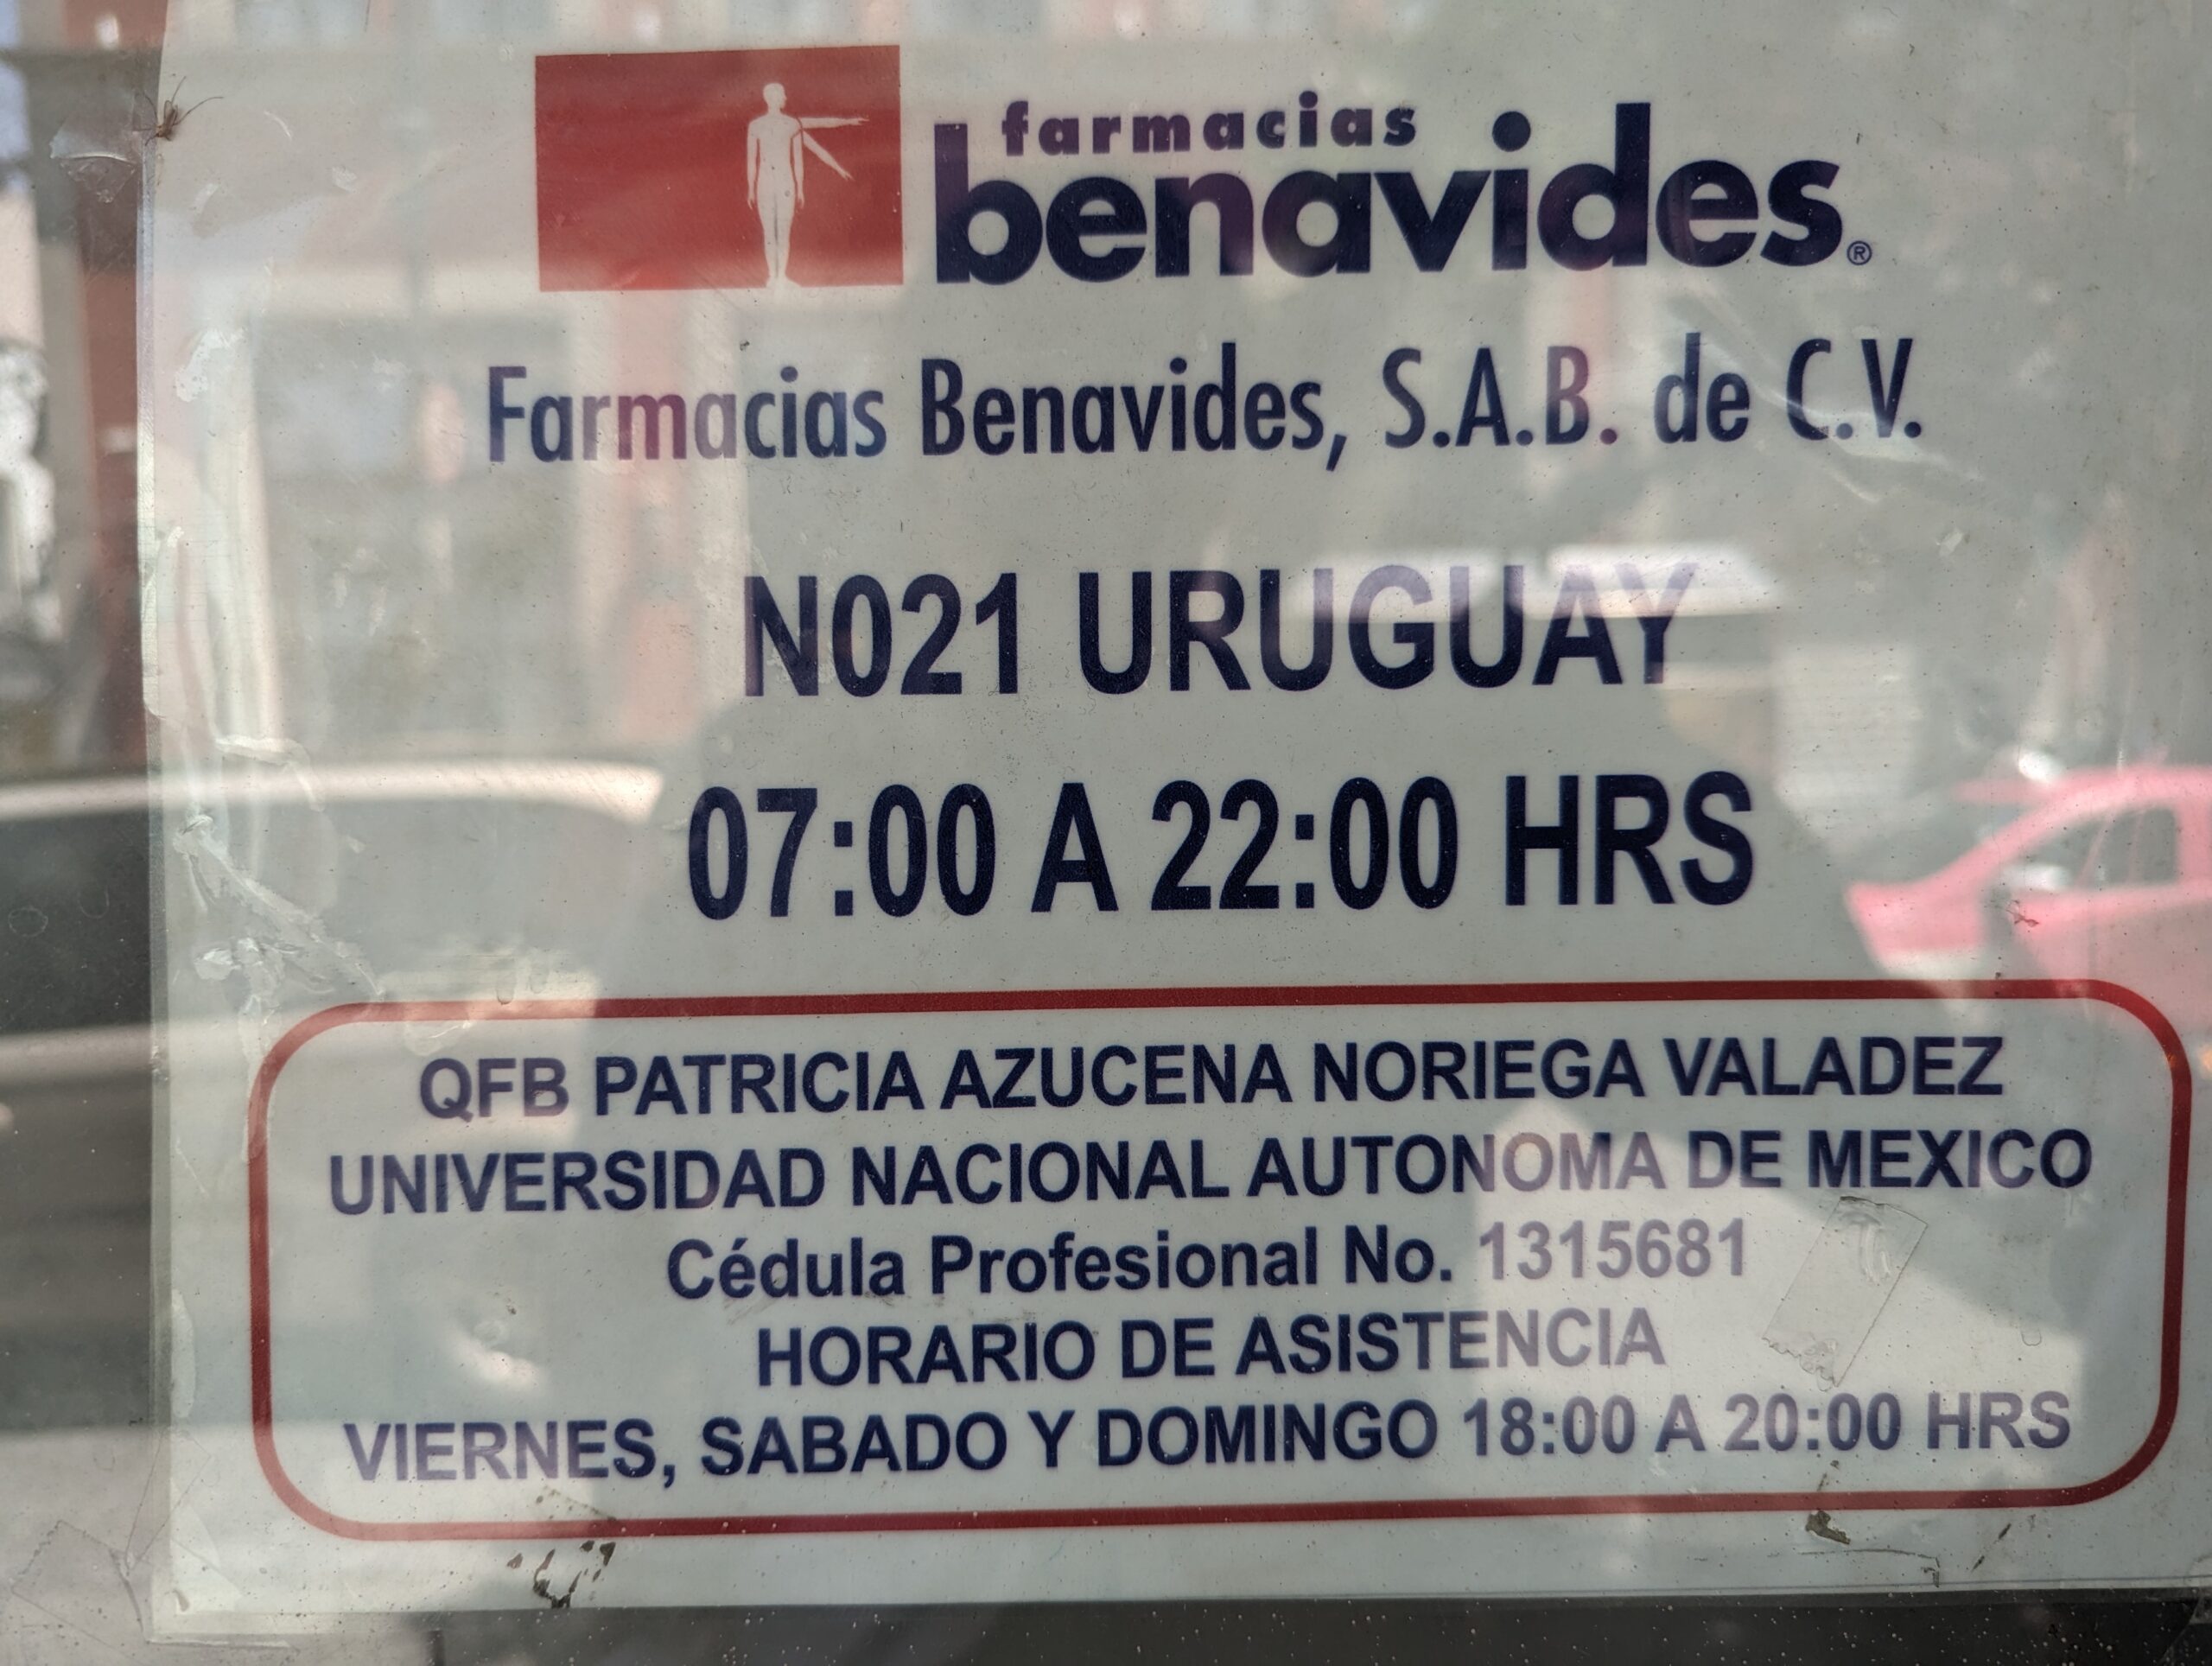 farmacias
benavides®
Farmacias Benavides, S.A.B. de C.V.
N021 URUGUAY
07:00 A 22:00 HRS
QFB PATRICIA AZUCENA NORIEGA VALADEZ
UNIVERSIDAD NACIONAL AUTONOMA DE MEXICO
Cédula Profesional No. 1315681
HORARIO DE ASISTENCIA
VIERNES, SABADO Y DOMINGO 18:00 A 20:00 HRS